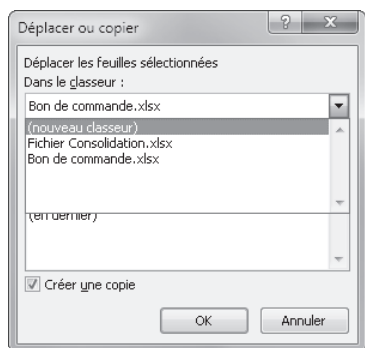 Déplacer ou copier
Déplacer les feuilles sélectionnées
Dans le classeur :
Bon de commande.xlsx
(nouveau classeur)
Fichier Consolidation.xlsx
Bon de commande.xlsx
(en dernier)
Créer une copie
OK
Annuler